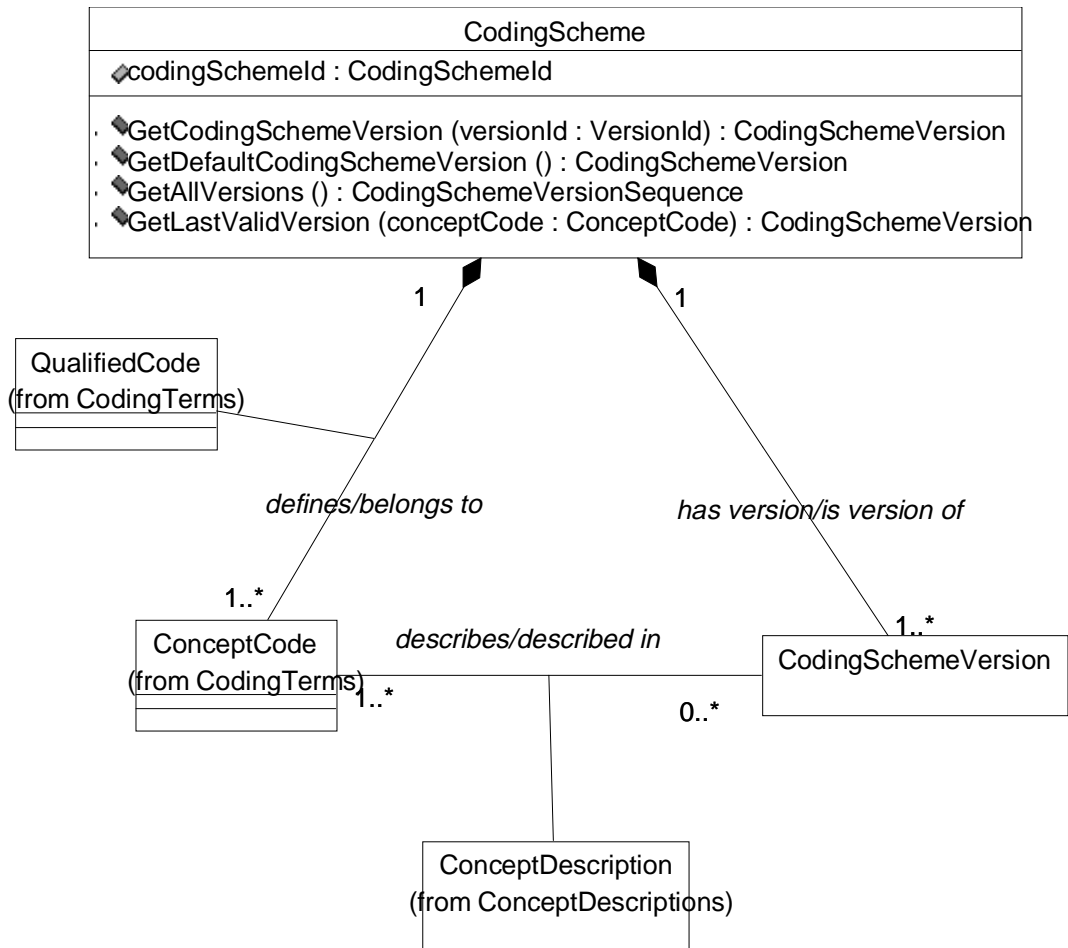 CodingScheme
codingSchemeId : CodingSchemeId
GetCodingSchemeVersion (versionId : VersionId) : CodingSchemeVersion
GetDefaultCodingSchemeVersion () : CodingSchemeVersion
GetAllVersions () : CodingSchemeVersionSequence
GetLastValidVersion (conceptCode : ConceptCode) : CodingSchemeVersion
1
1
QualifiedCode
(from CodingTerms)
defines/belongs to
has version/is version of
1..*
1..*
ConceptCode
(from CodingTerms)
describes/described in
CodingSchemeVersion
1..*
0..*
ConceptDescription
(from ConceptDescriptions)